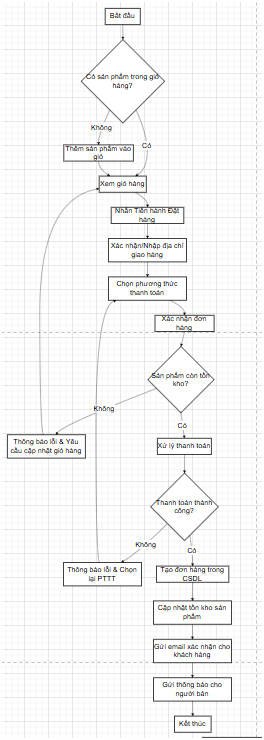 Bắt đầu
Có sản phẩm trong giỏ
hàng?
Không
Có
Thêm sản phẩm vào
giỏ
Xem giỏ hàng
Nhấn Tiến hành Đặt
hàng
Xác nhận/Nhập địa chỉ
giao hàng
Chọn phương thức
thanh toán
Xác nhận đơn
hàng
Sản phẩm còn tồn
kho?
Không
Có
Thông báo lỗi & Yêu
cầu cập nhật giỏ hàng
Xử lý thanh toán
Thanh toán thành
công?
Không
Có
Thông báo lỗi & Chọn
lại PTTT
Tạo đơn hàng trong
CSDL
Cập nhật tồn kho sản
phẩm
Gửi email xác nhận cho
khách hàng
Gửi thông báo cho
người bán
Kết thúc